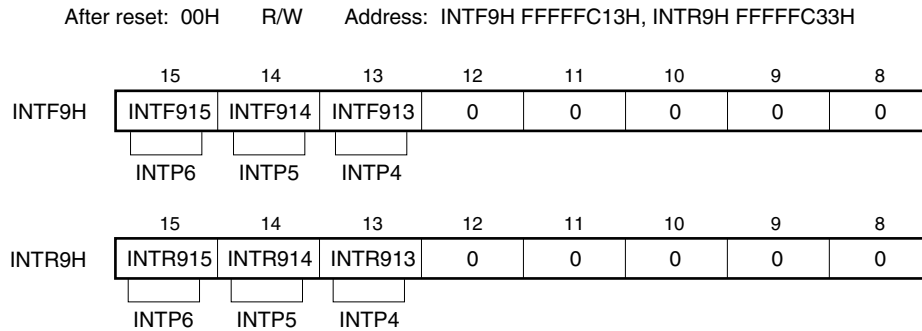 After reset: 00H R/W Address: INTF9H FFFFFC13H, INTR9H FFFFFC33H
15 14 13 12 11 10 9 8
INTF9H INTF915 INTF914 INTF913 0 0 0 0 0
INTP6 INTP5 INTP4
15 14 13 12 11 10 9 8
INTR9H INTR915 INTR914 INTR913 0 0 0 0 0
INTP6 INTP5 INTP4